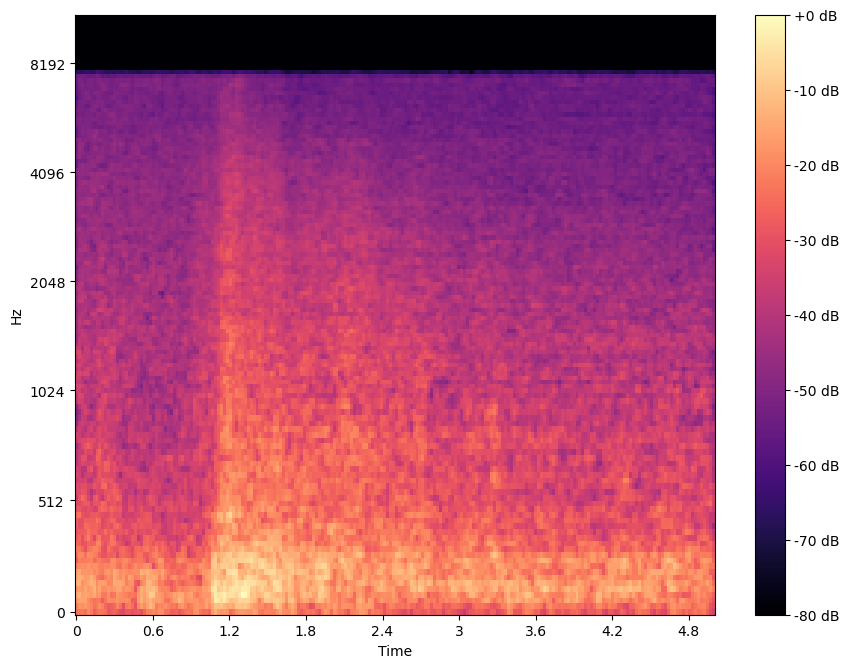 +0 dB
8192
-10 dB
4096
-20 dB
-30 dB
2048
Hz
-40 dB
1024
-50 dB
-60 dB
512
-70 dB
0
-80 dB
0 0.6 1.2 1.8 2.4 3 3.6 4.2 4.8
Time